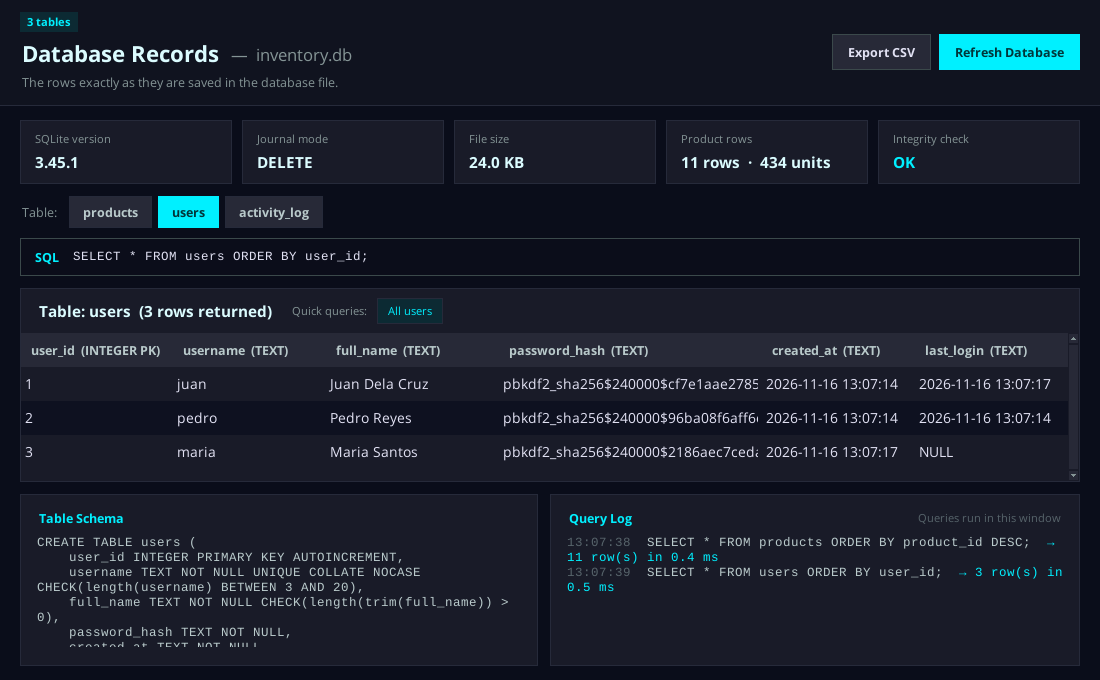 3 tables
Database Records — inventory.db
The rows exactly as they are saved in the database file.
Export CSV
Refresh Database
SQLite version
3.45.1
Journal mode
DELETE
File size
24.0 KB
Product rows
11 rows · 434 units
Integrity check
OK
Table: products users activity_log
SQL SELECT * FROM users ORDER BY user_id;
Table: users (3 rows returned) Quick queries: All users
user_id (INTEGER PK) username (TEXT) full_name (TEXT) password_hash (TEXT) created_at (TEXT) last_login (TEXT)
1 juan Juan Dela Cruz pbkdf2_sha256$240000$cf7e1aae2785 2026-11-16 13:07:14 2026-11-16 13:07:17
2 pedro Pedro Reyes pbkdf2_sha256$240000$96ba08f6aff6 2026-11-16 13:07:14 2026-11-16 13:07:14
3 maria Maria Santos pbkdf2_sha256$240000$2186aec7ced 2026-11-16 13:07:17 NULL
Table Schema
CREATE TABLE users (
    user_id INTEGER PRIMARY KEY AUTOINCREMENT,
    username TEXT NOT NULL UNIQUE COLLATE NOCASE
CHECK(length(username) BETWEEN 3 AND 20),
    full_name TEXT NOT NULL CHECK(length(trim(full_name)) >
0),
    password_hash TEXT NOT NULL,
    created_at TEXT NOT NULL
Query Log
Queries run in this window
13:07:38 SELECT * FROM products ORDER BY product_id DESC; →
11 row(s) in 0.4 ms
13:07:39 SELECT * FROM users ORDER BY user_id; → 3 row(s) in
0.5 ms